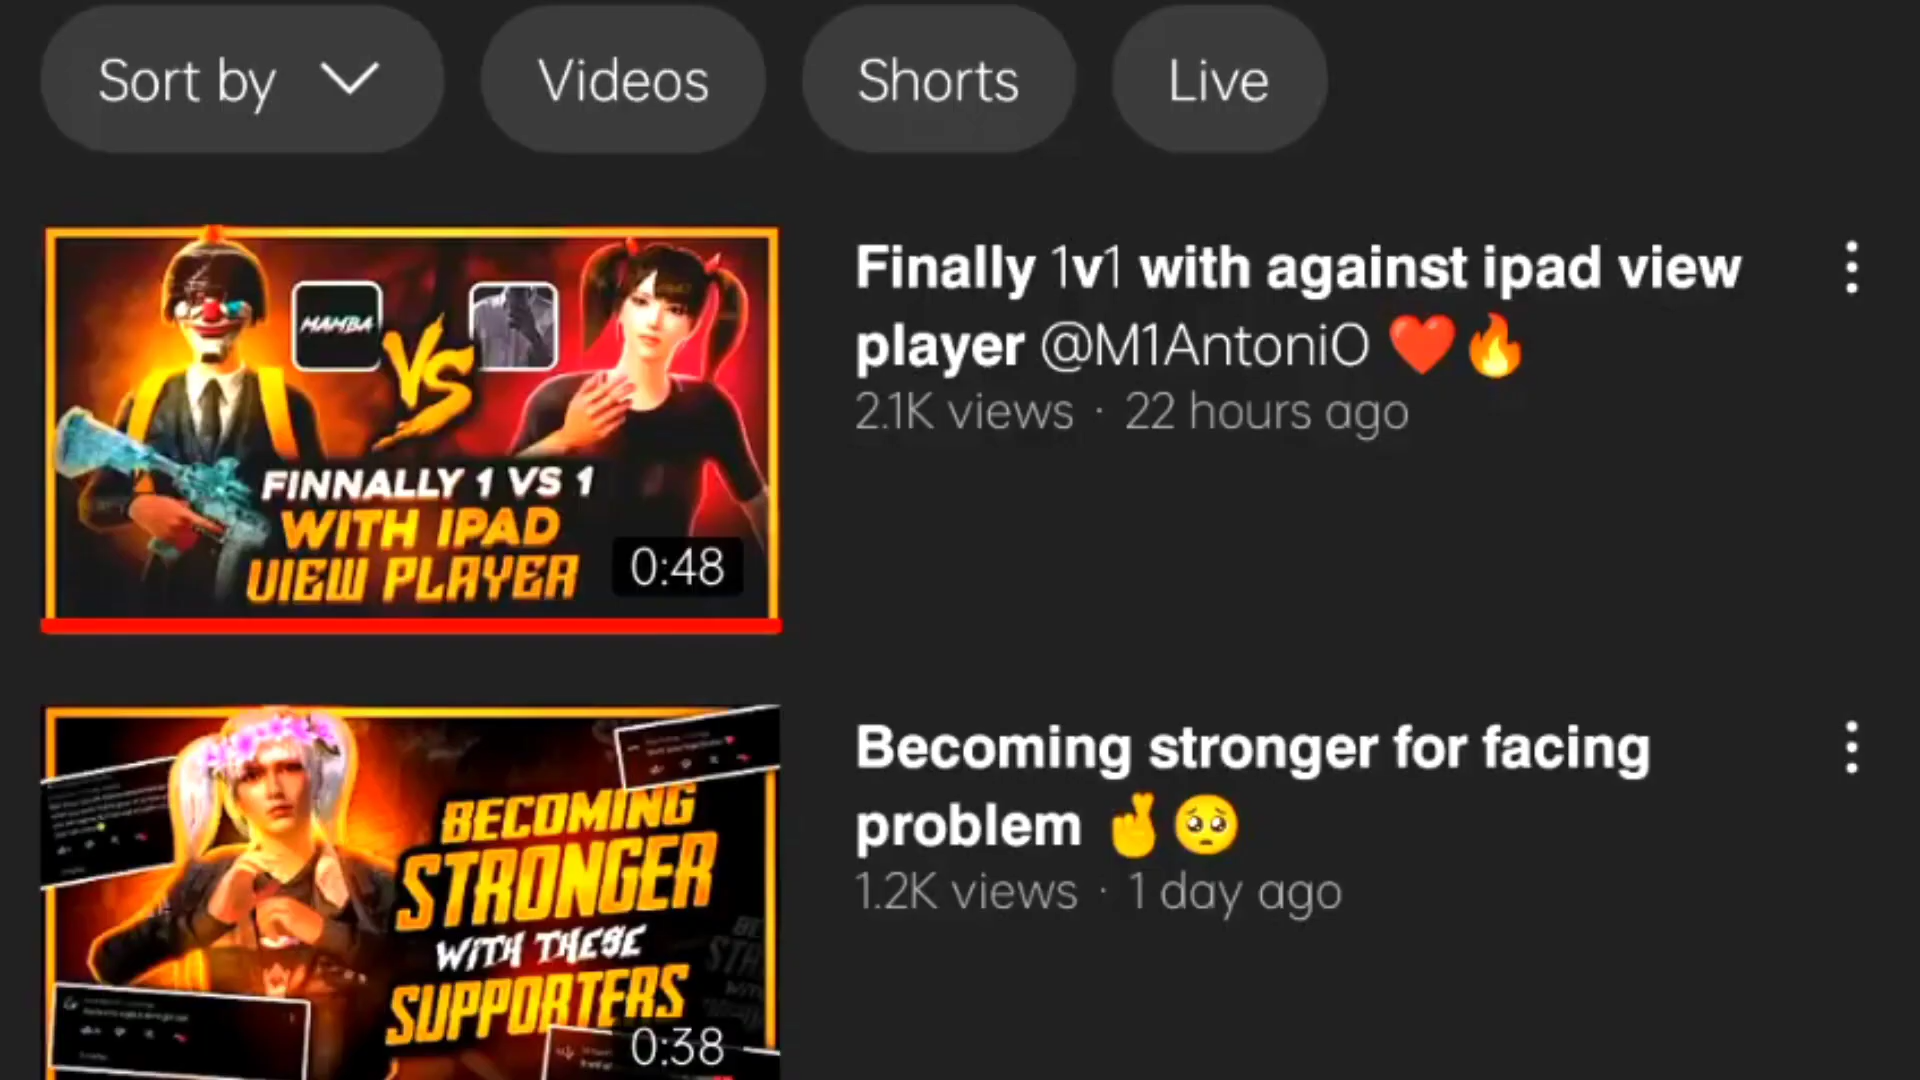 Sort by
Videos
Shorts
Live
MAMBA
VS
FINNALLY 1 VS 1
WITH IPAD
VIEW PLAYER
0:48
Finally 1v1 with against ipad view
player @M1AntoniO ❤️🔥
2.1K views · 22 hours ago
BECOMING
STRONGER
WITH THESE
SUPPORTERS
0:38
Becoming stronger for facing
problem 🤞🥺
1.2K views · 1 day ago